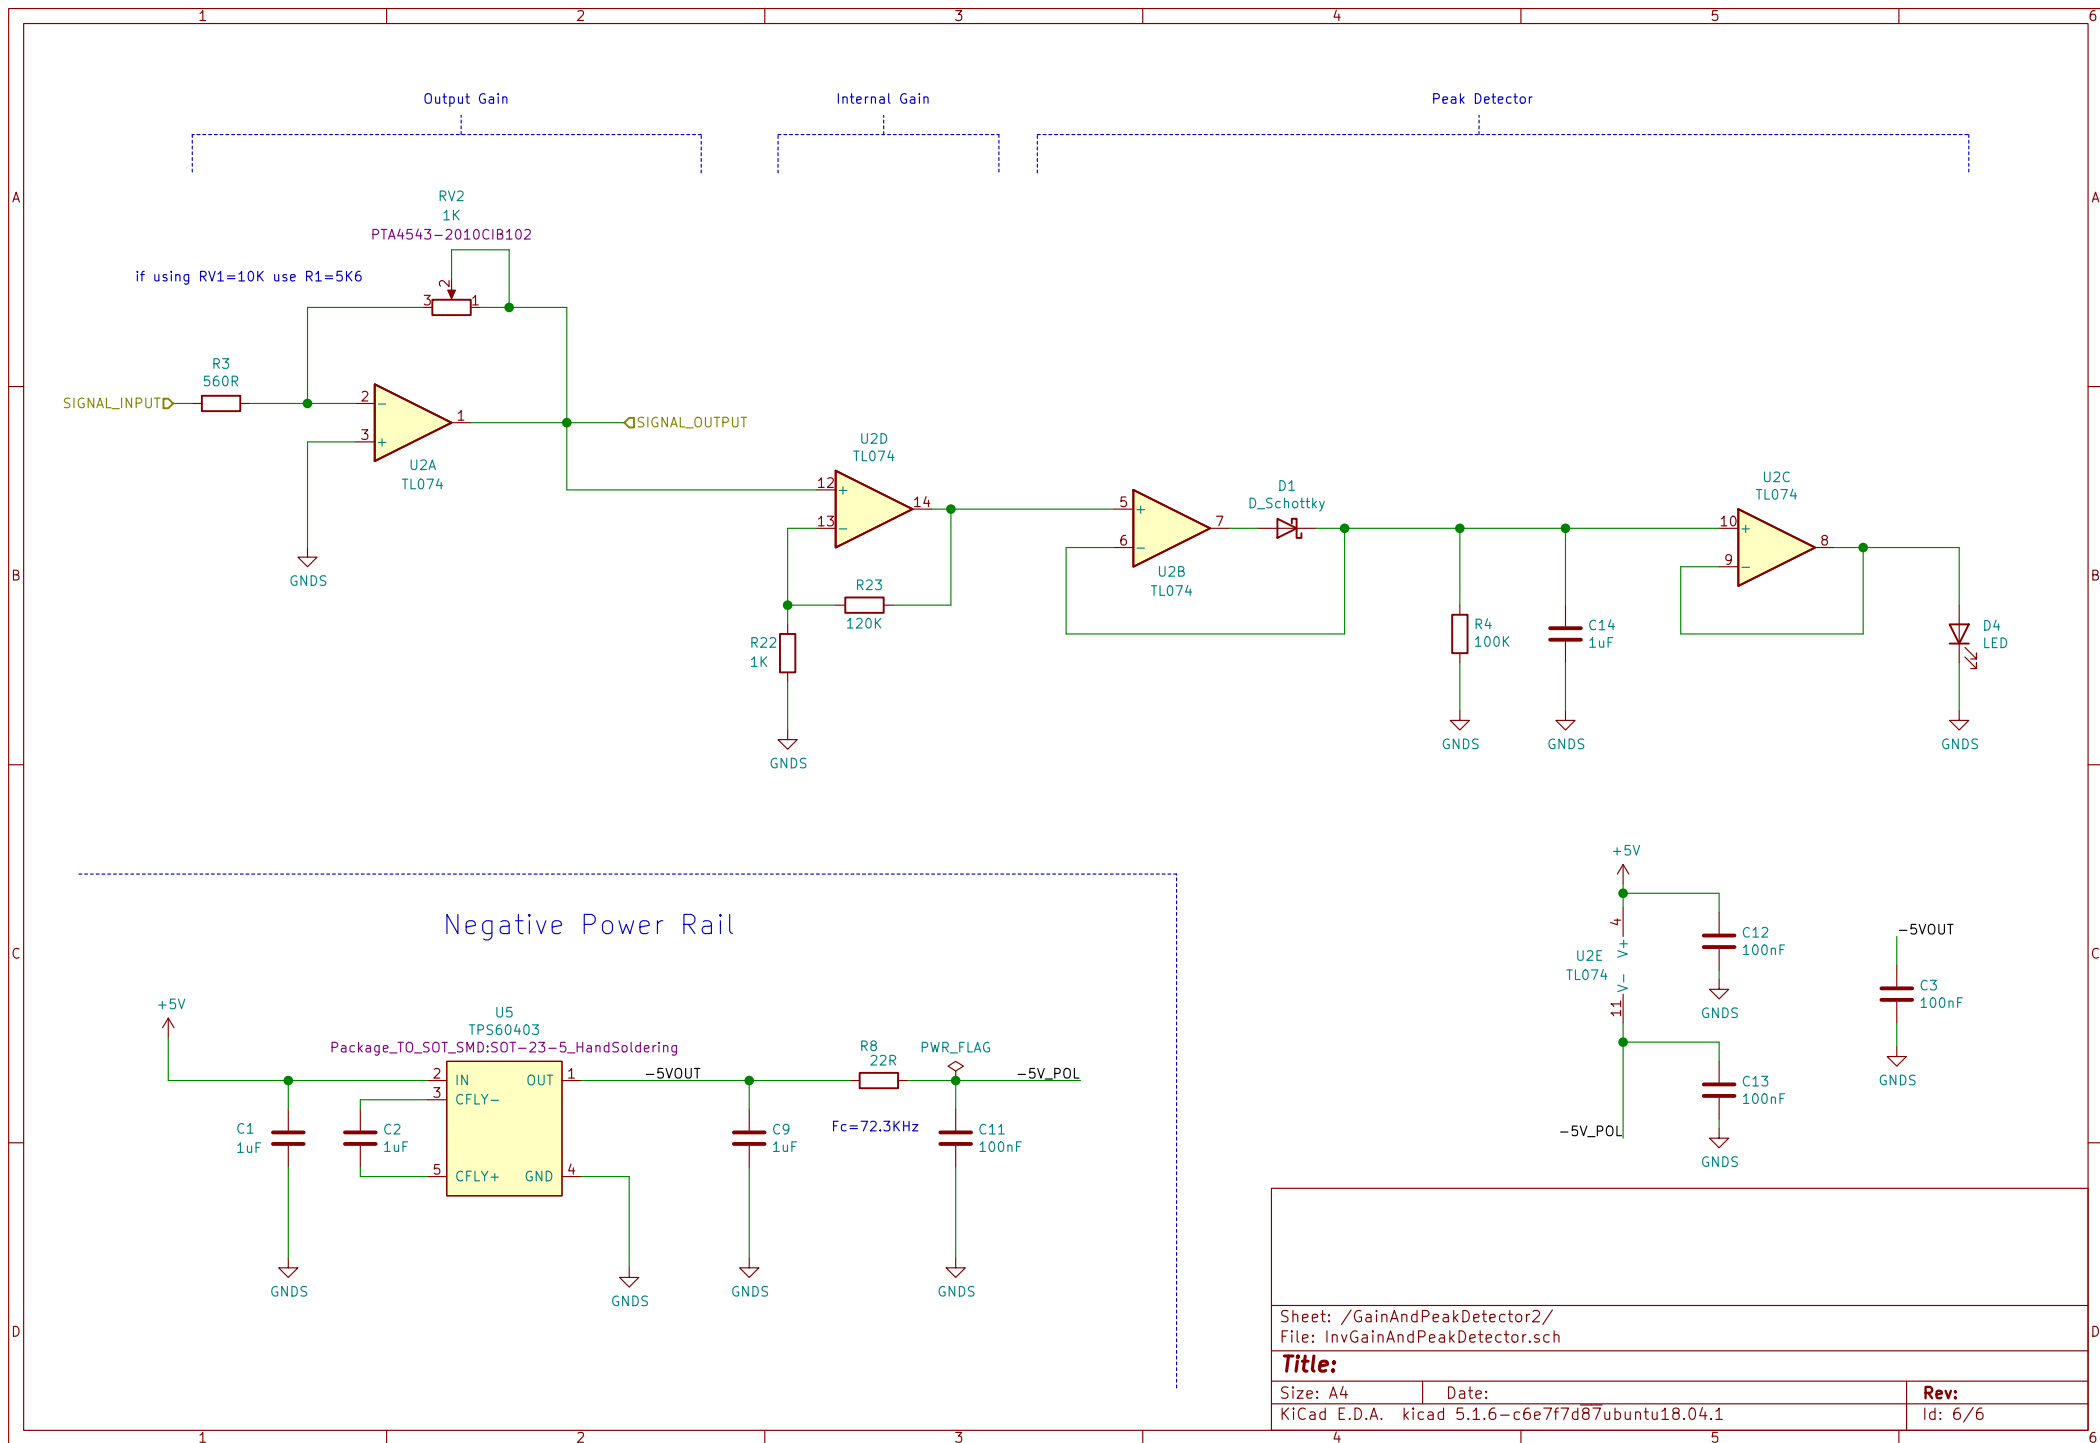 1 2 3 4 5 6
Output Gain
Internal Gain
Peak Detector
A
A
RV2
1K
PTA4543-2010CIB102
if using RV1=10K use R1=5K6
2
3
1
R3
560R
SIGNAL_INPUT
2
3
1
-
+
U2A
TL074
SIGNAL_OUTPUT
GNDS
U2D
TL074
12
13
14
+
-
R23
120K
R22
1K
GNDS
5
6
7
+
-
U2B
TL074
D1
D_Schottky
R4
100K
GNDS
C14
1uF
GNDS
U2C
TL074
10
9
8
+
-
D4
LED
GNDS
B
B
Negative Power Rail
+5V
C1
1uF
GNDS
C2
1uF
U5
TPS60403
Package_TO_SOT_SMD:SOT-23-5_HandSoldering
2 IN
3 CFLY-
5 CFLY+
OUT 1
GND 4
GNDS
-5VOUT
C9
1uF
GNDS
R8
22R
Fc=72.3KHz
PWR_FLAG
-5V_POL
C11
100nF
GNDS
+5V
4
V+
U2E
TL074
V-
11
-5V_POL
C12
100nF
GNDS
C13
100nF
GNDS
-5VOUT
C3
100nF
GNDS
C
C
D
D
Sheet: /GainAndPeakDetector2/
File: InvGainAndPeakDetector.sch
Title:
Size: A4
Date:
Rev:
KiCad E.D.A. kicad 5.1.6-c6e7f7d87ubuntu18.04.1
Id: 6/6
1 2 3 4 5 6